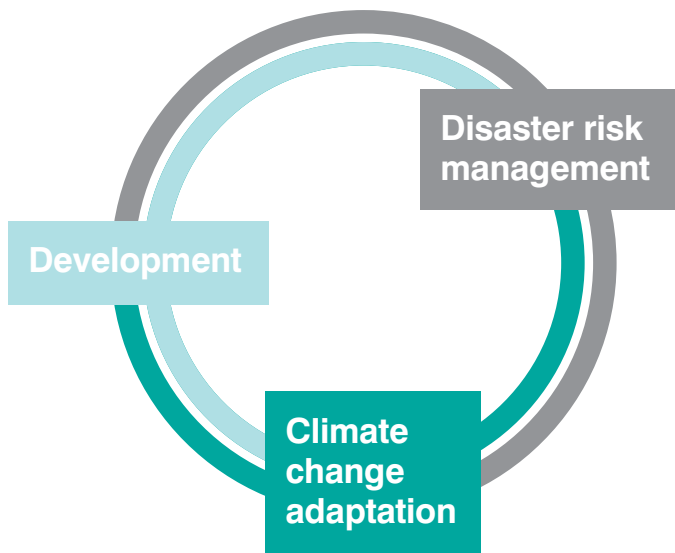 Disaster risk
management
Development
Climate
change
adaptation